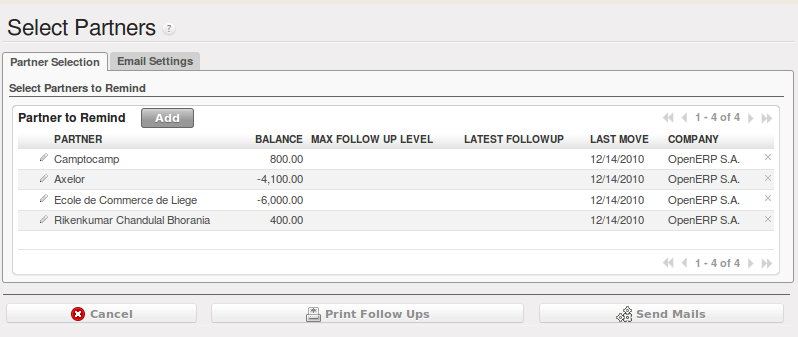 Select Partners ?
Partner Selection Email Settings
Select Partners to Remind
Partner to Remind Add 1 - 4 of 4
PARTNER BALANCE MAX FOLLOW UP LEVEL LATEST FOLLOWUP LAST MOVE COMPANY
Camptocamp 800.00 12/14/2010 OpenERP S.A.
Axelor -4,100.00 12/14/2010 OpenERP S.A.
Ecole de Commerce de Liege -6,000.00 12/14/2010 OpenERP S.A.
Rikenkumar Chandulal Bhorania 400.00 12/14/2010 OpenERP S.A.
1 - 4 of 4
Cancel Print Follow Ups Send Mails